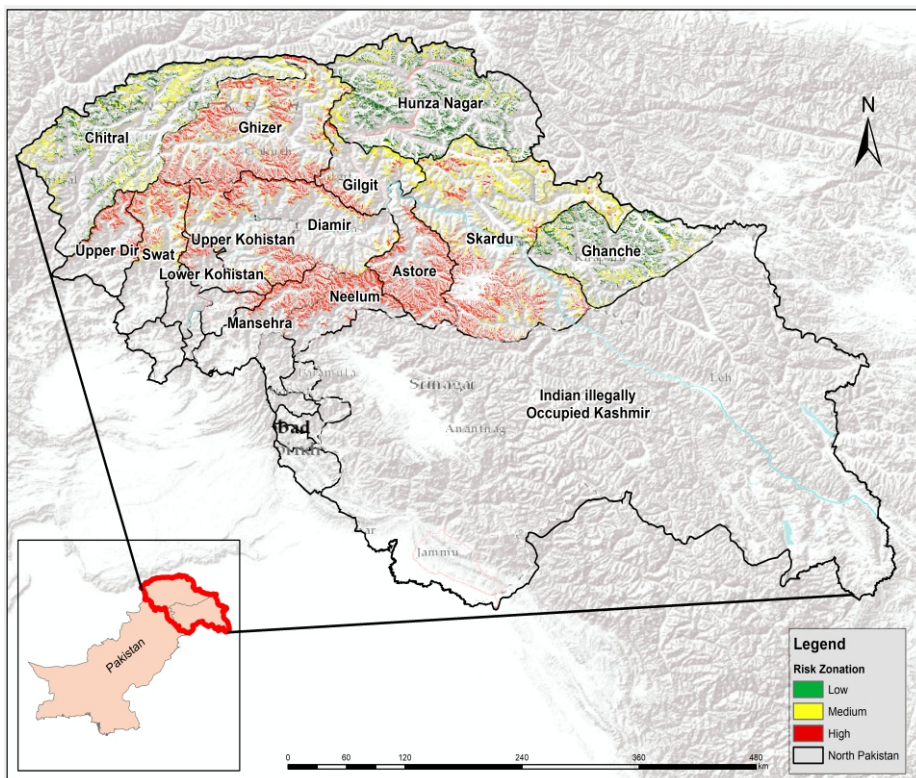 N
Hunza Nagar
Chitral
Ghizer
Gilgit
Diamir
Upper Kohistan
Skardu
Upper Dir
Swat
Ghanche
Lower Kohistan
Astore
Neelum
Mansehra
Srinagar
Leh
Indian illegally
Occupied Kashmir
Anantnag
bad
Jammu
Pakistan
Legend
Risk Zonation
Low
Medium
High
North Pakistan
0 60 120 240 360 480
km